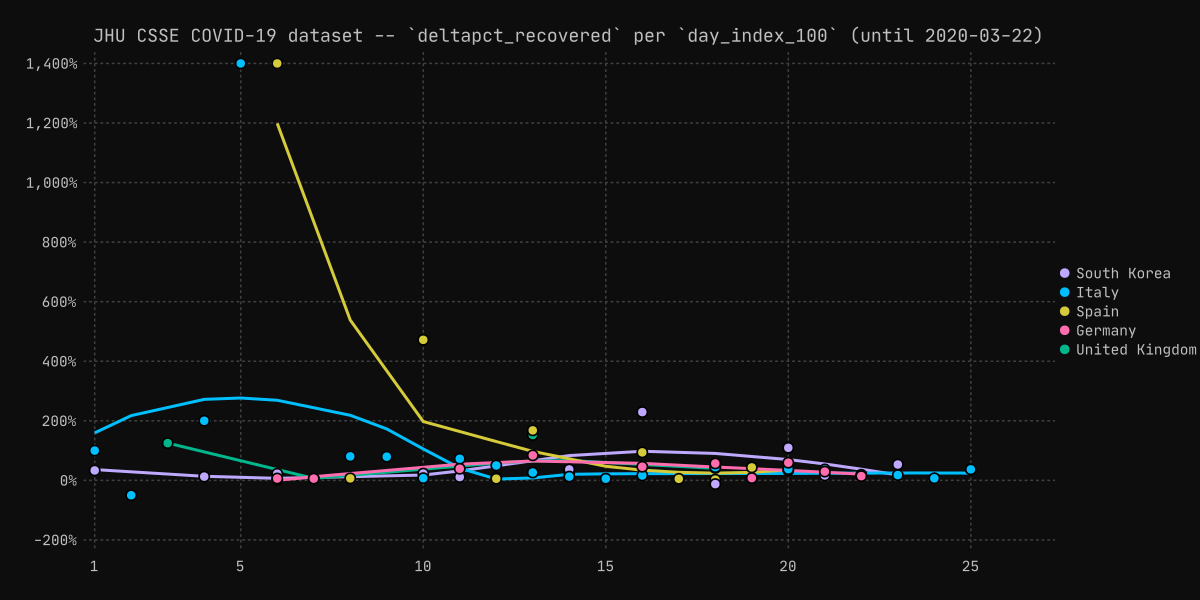 JHU CSSE COVID-19 dataset -- `deltapct_recovered` per `day_index_100` (until 2020-03-22)
1,400%
1,200%
1,000%
800%
600%
400%
200%
0%
-200%
1 5 10 15 20 25
South Korea
Italy
Spain
Germany
United Kingdom